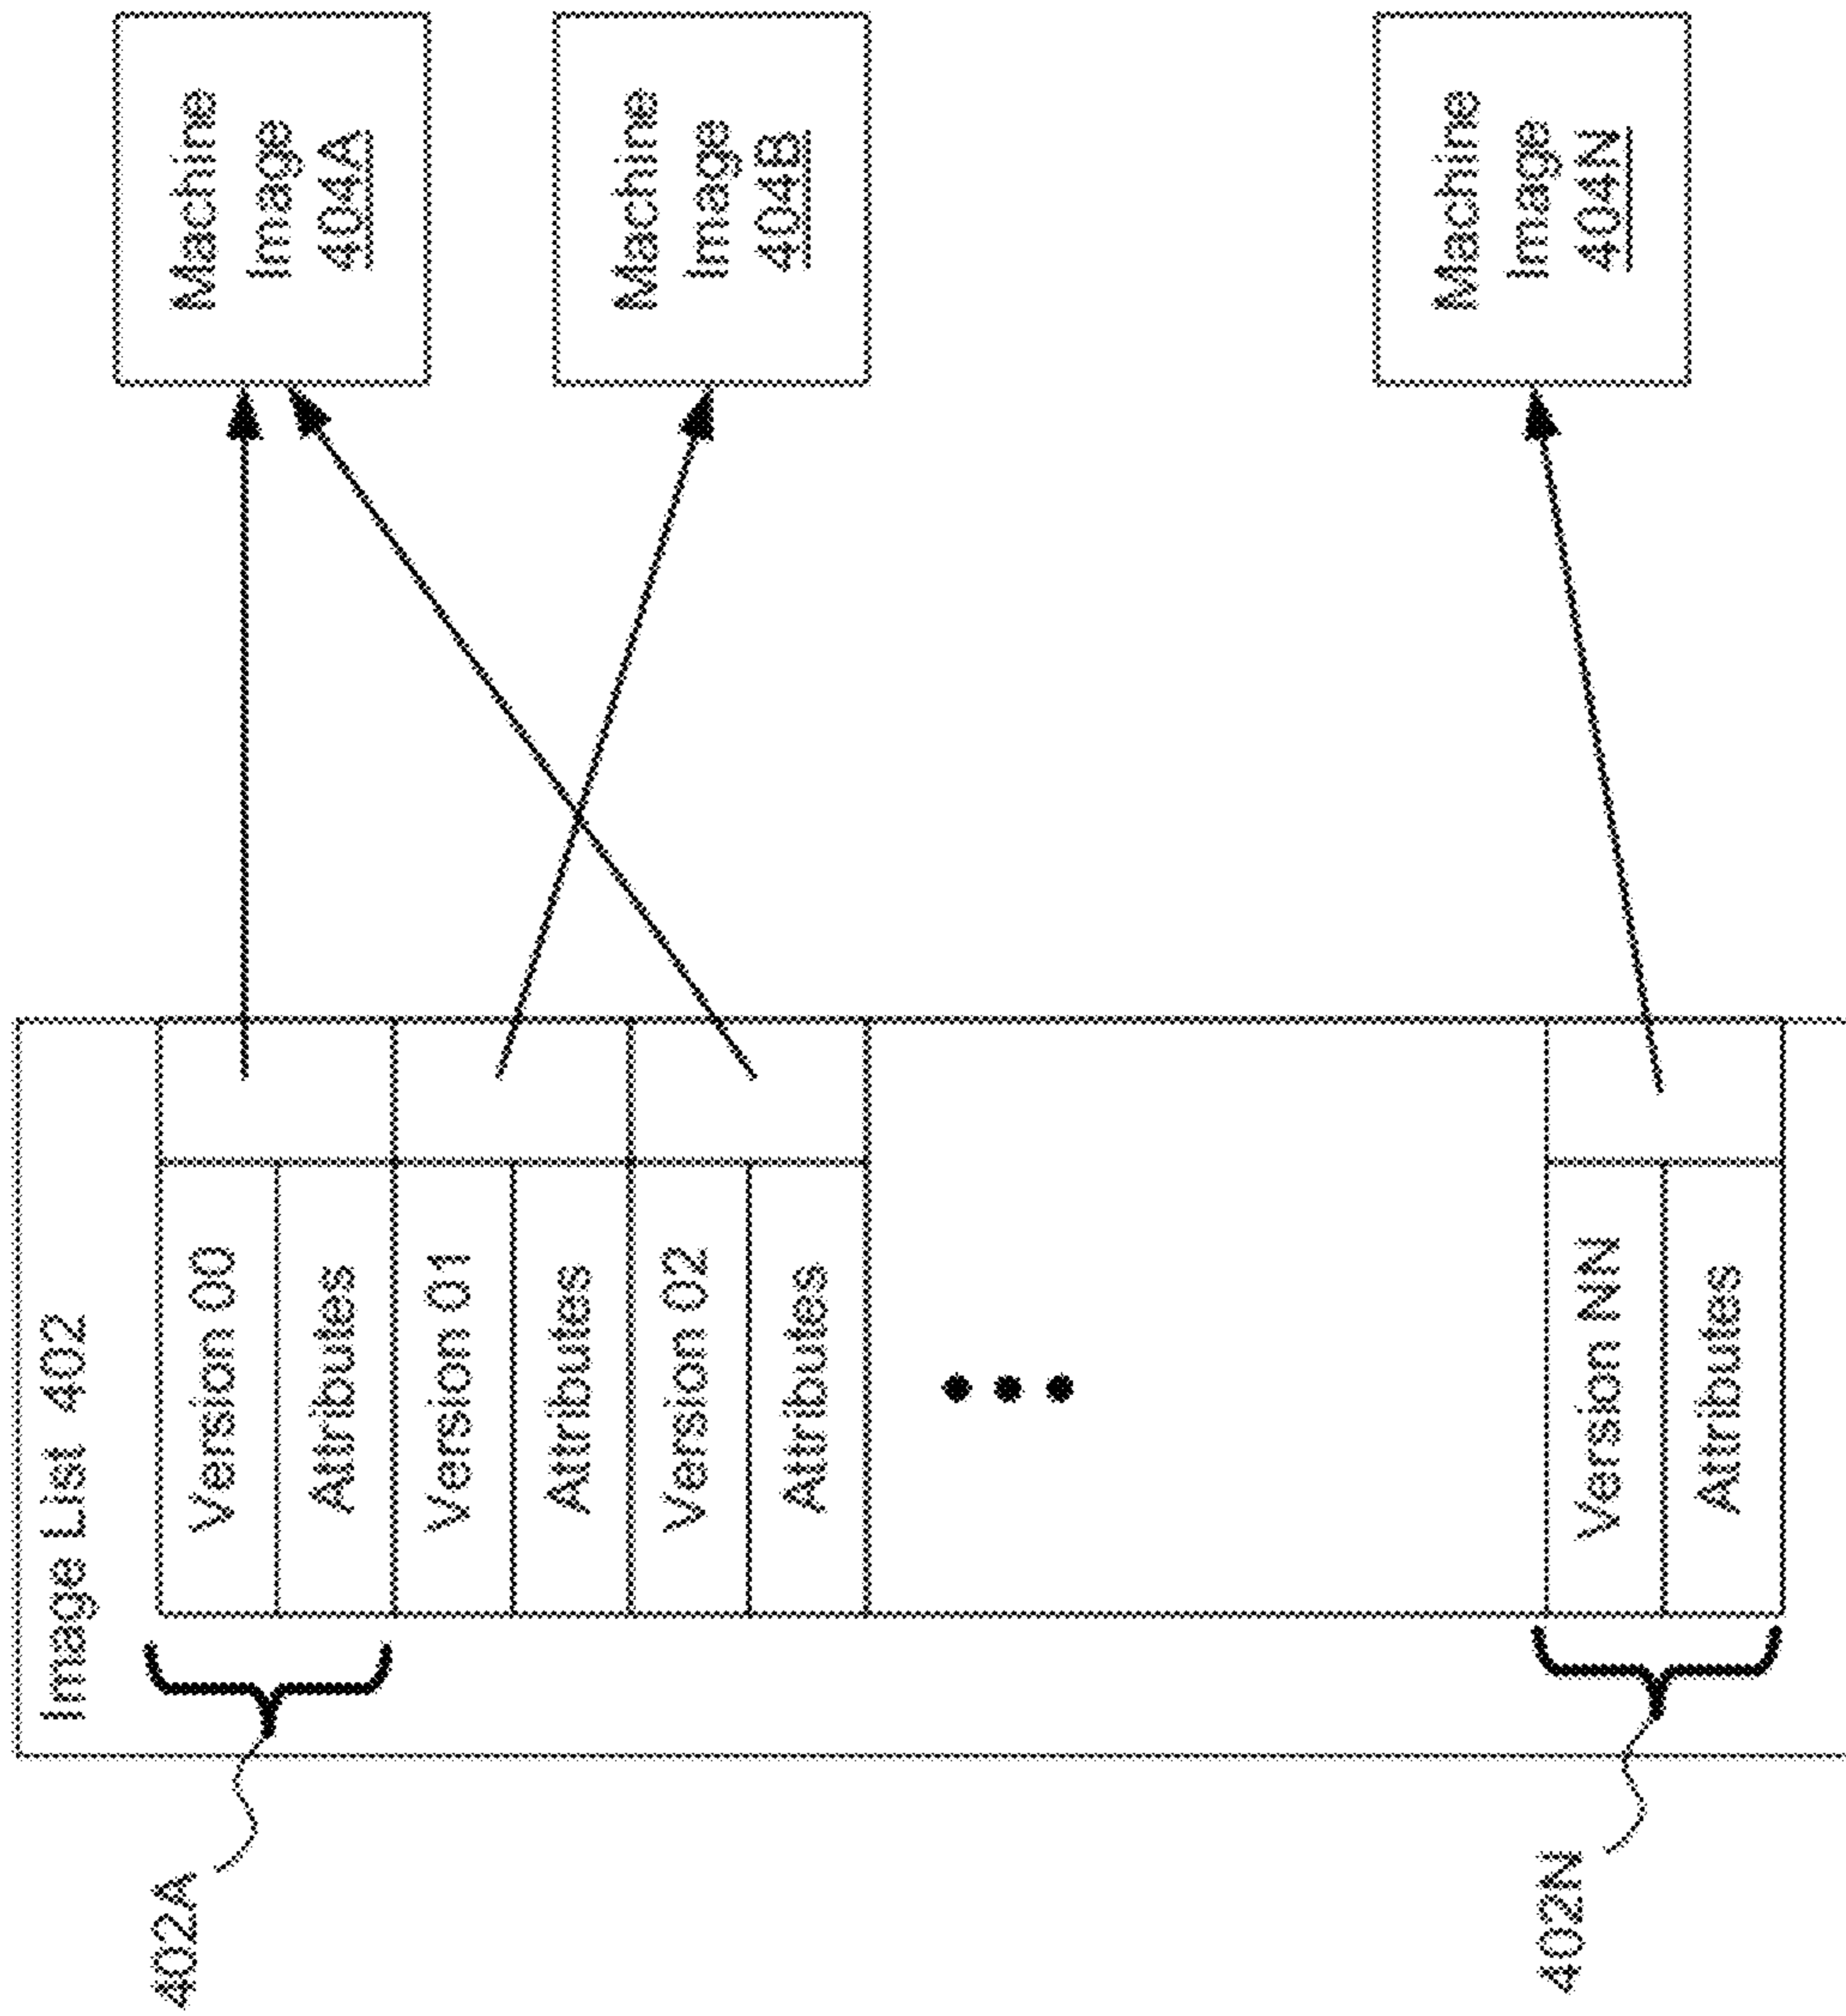 Image List 402
402A
Version 00
Attributes
Version 01
Attributes
Version 02
Attributes
402N
Version NN
Attributes
Machine
Image
404A
Machine
Image
404B
Machine
Image
404N